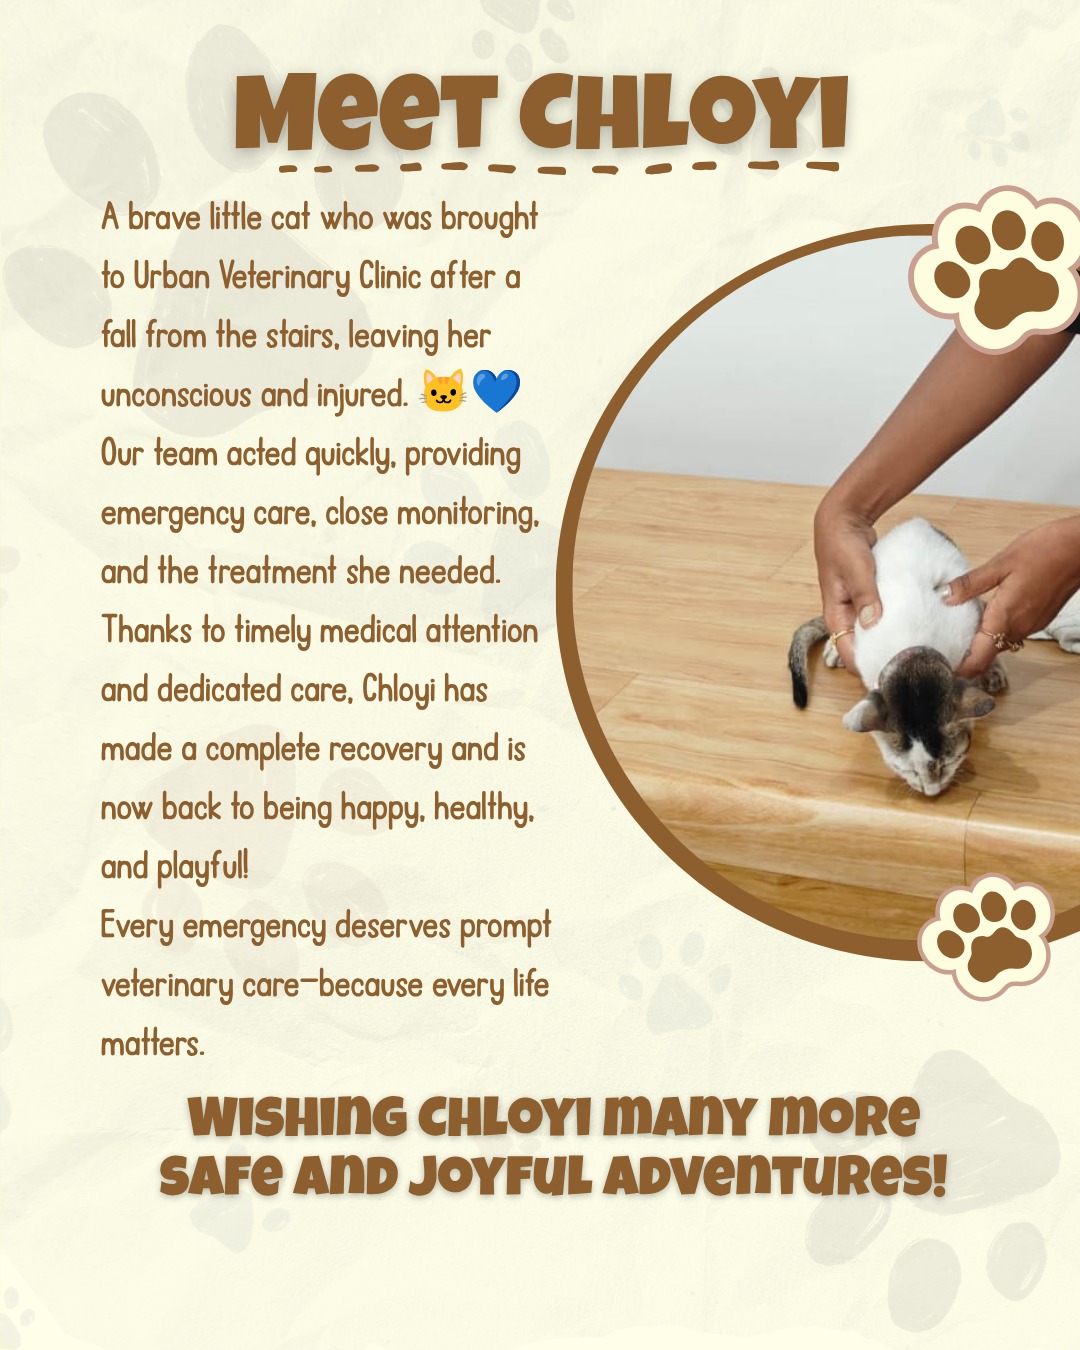 MEET CHLOYI
A brave little cat who was brought
to Urban Veterinary Clinic after a
fall from the stairs, leaving her
unconscious and injured. 🐱💙
Our team acted quickly, providing
emergency care, close monitoring,
and the treatment she needed.
Thanks to timely medical attention
and dedicated care, Chloyi has
made a complete recovery and is
now back to being happy, healthy,
and playful!
Every emergency deserves prompt
veterinary care—because every life
matters.
WISHING CHLOYI MANY MORE
SAFE AND JOYFUL ADVENTURES!